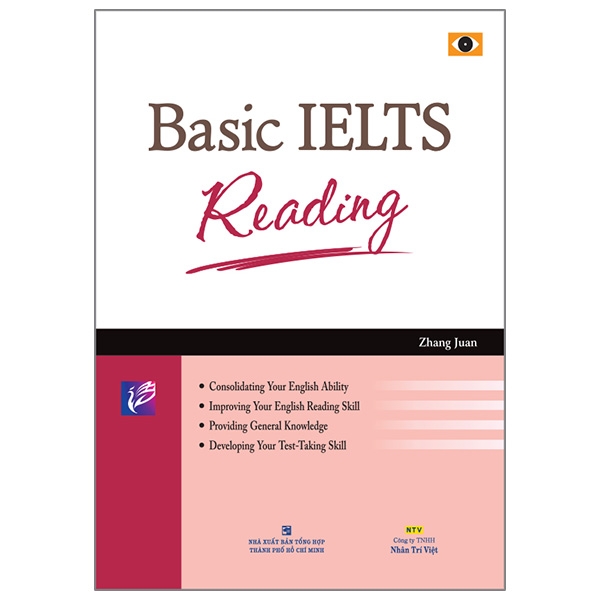 Basic IELTS
Reading
Zhang Juan
• Consolidating Your English Ability
• Improving Your English Reading Skill
• Providing General Knowledge
• Developing Your Test-Taking Skill
NHÀ XUẤT BẢN TỔNG HỢP
THÀNH PHỐ HỒ CHÍ MINH
NTV
Công ty TNHH
Nhân Trí Việt